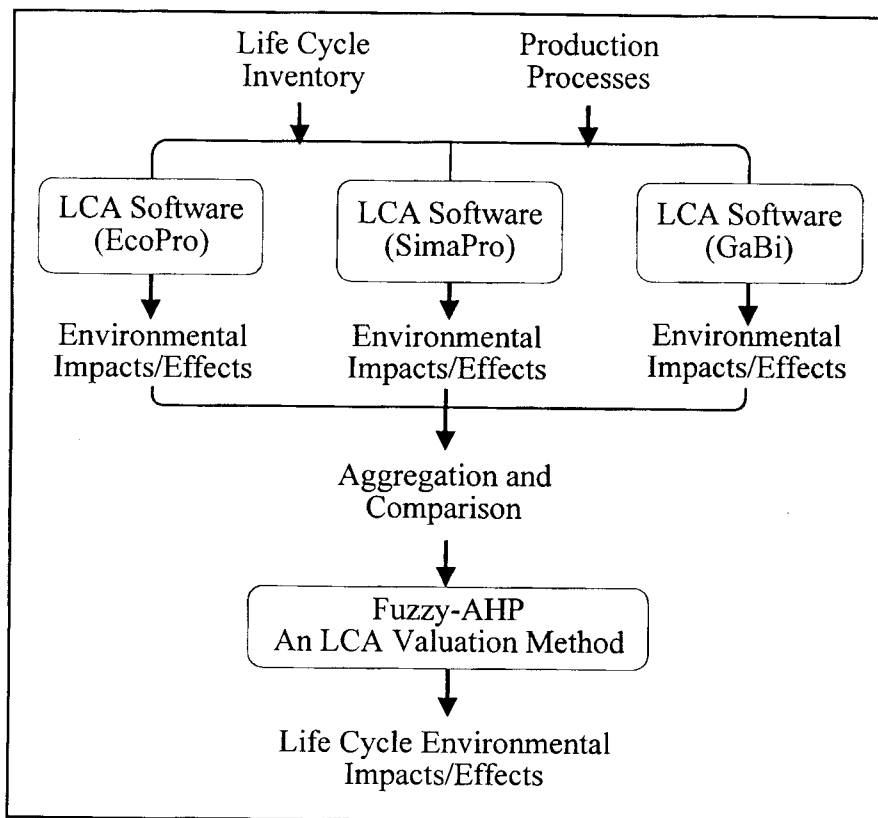 Life Cycle
Inventory
Production
Processes
LCA Software
(EcoPro)
LCA Software
(SimaPro)
LCA Software
(GaBi)
Environmental
Impacts/Effects
Environmental
Impacts/Effects
Environmental
Impacts/Effects
Aggregation and
Comparison
Fuzzy-AHP
An LCA Valuation Method
Life Cycle Environmental
Impacts/Effects